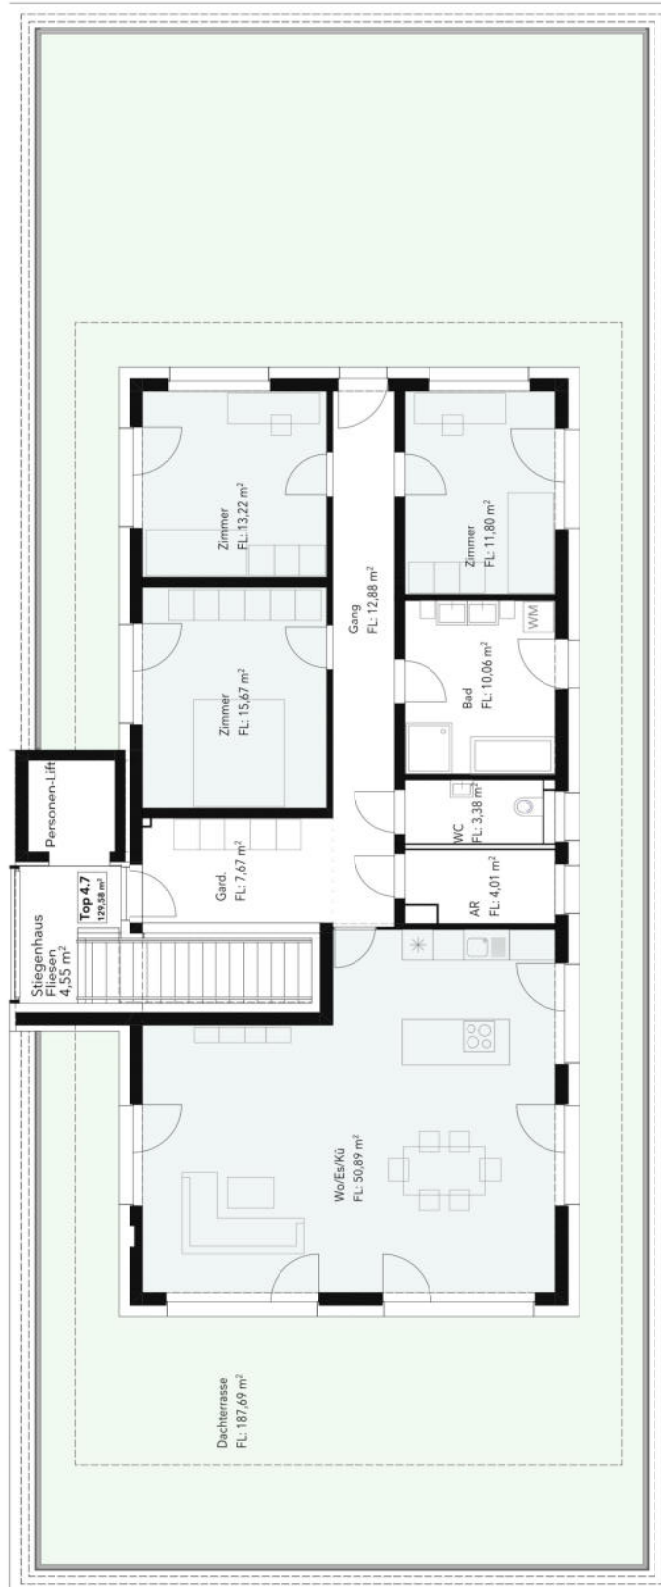 Zimmer
FL: 13,22 m²
Zimmer
FL: 11,80 m²
Gang
FL: 12,88 m²
WM
Zimmer
FL: 15,67 m²
Bad
FL: 10,06 m²
Personen-Lift
WC
FL: 3,38 m²
Top 4.7
129,58 m²
Gard.
FL: 7,67 m²
AR
FL: 4,01 m²
Stiegenhaus
Fliesen
4,55 m²
Wo/Es/Kü
FL: 50,89 m²
Dachterrasse
FL: 187,69 m²